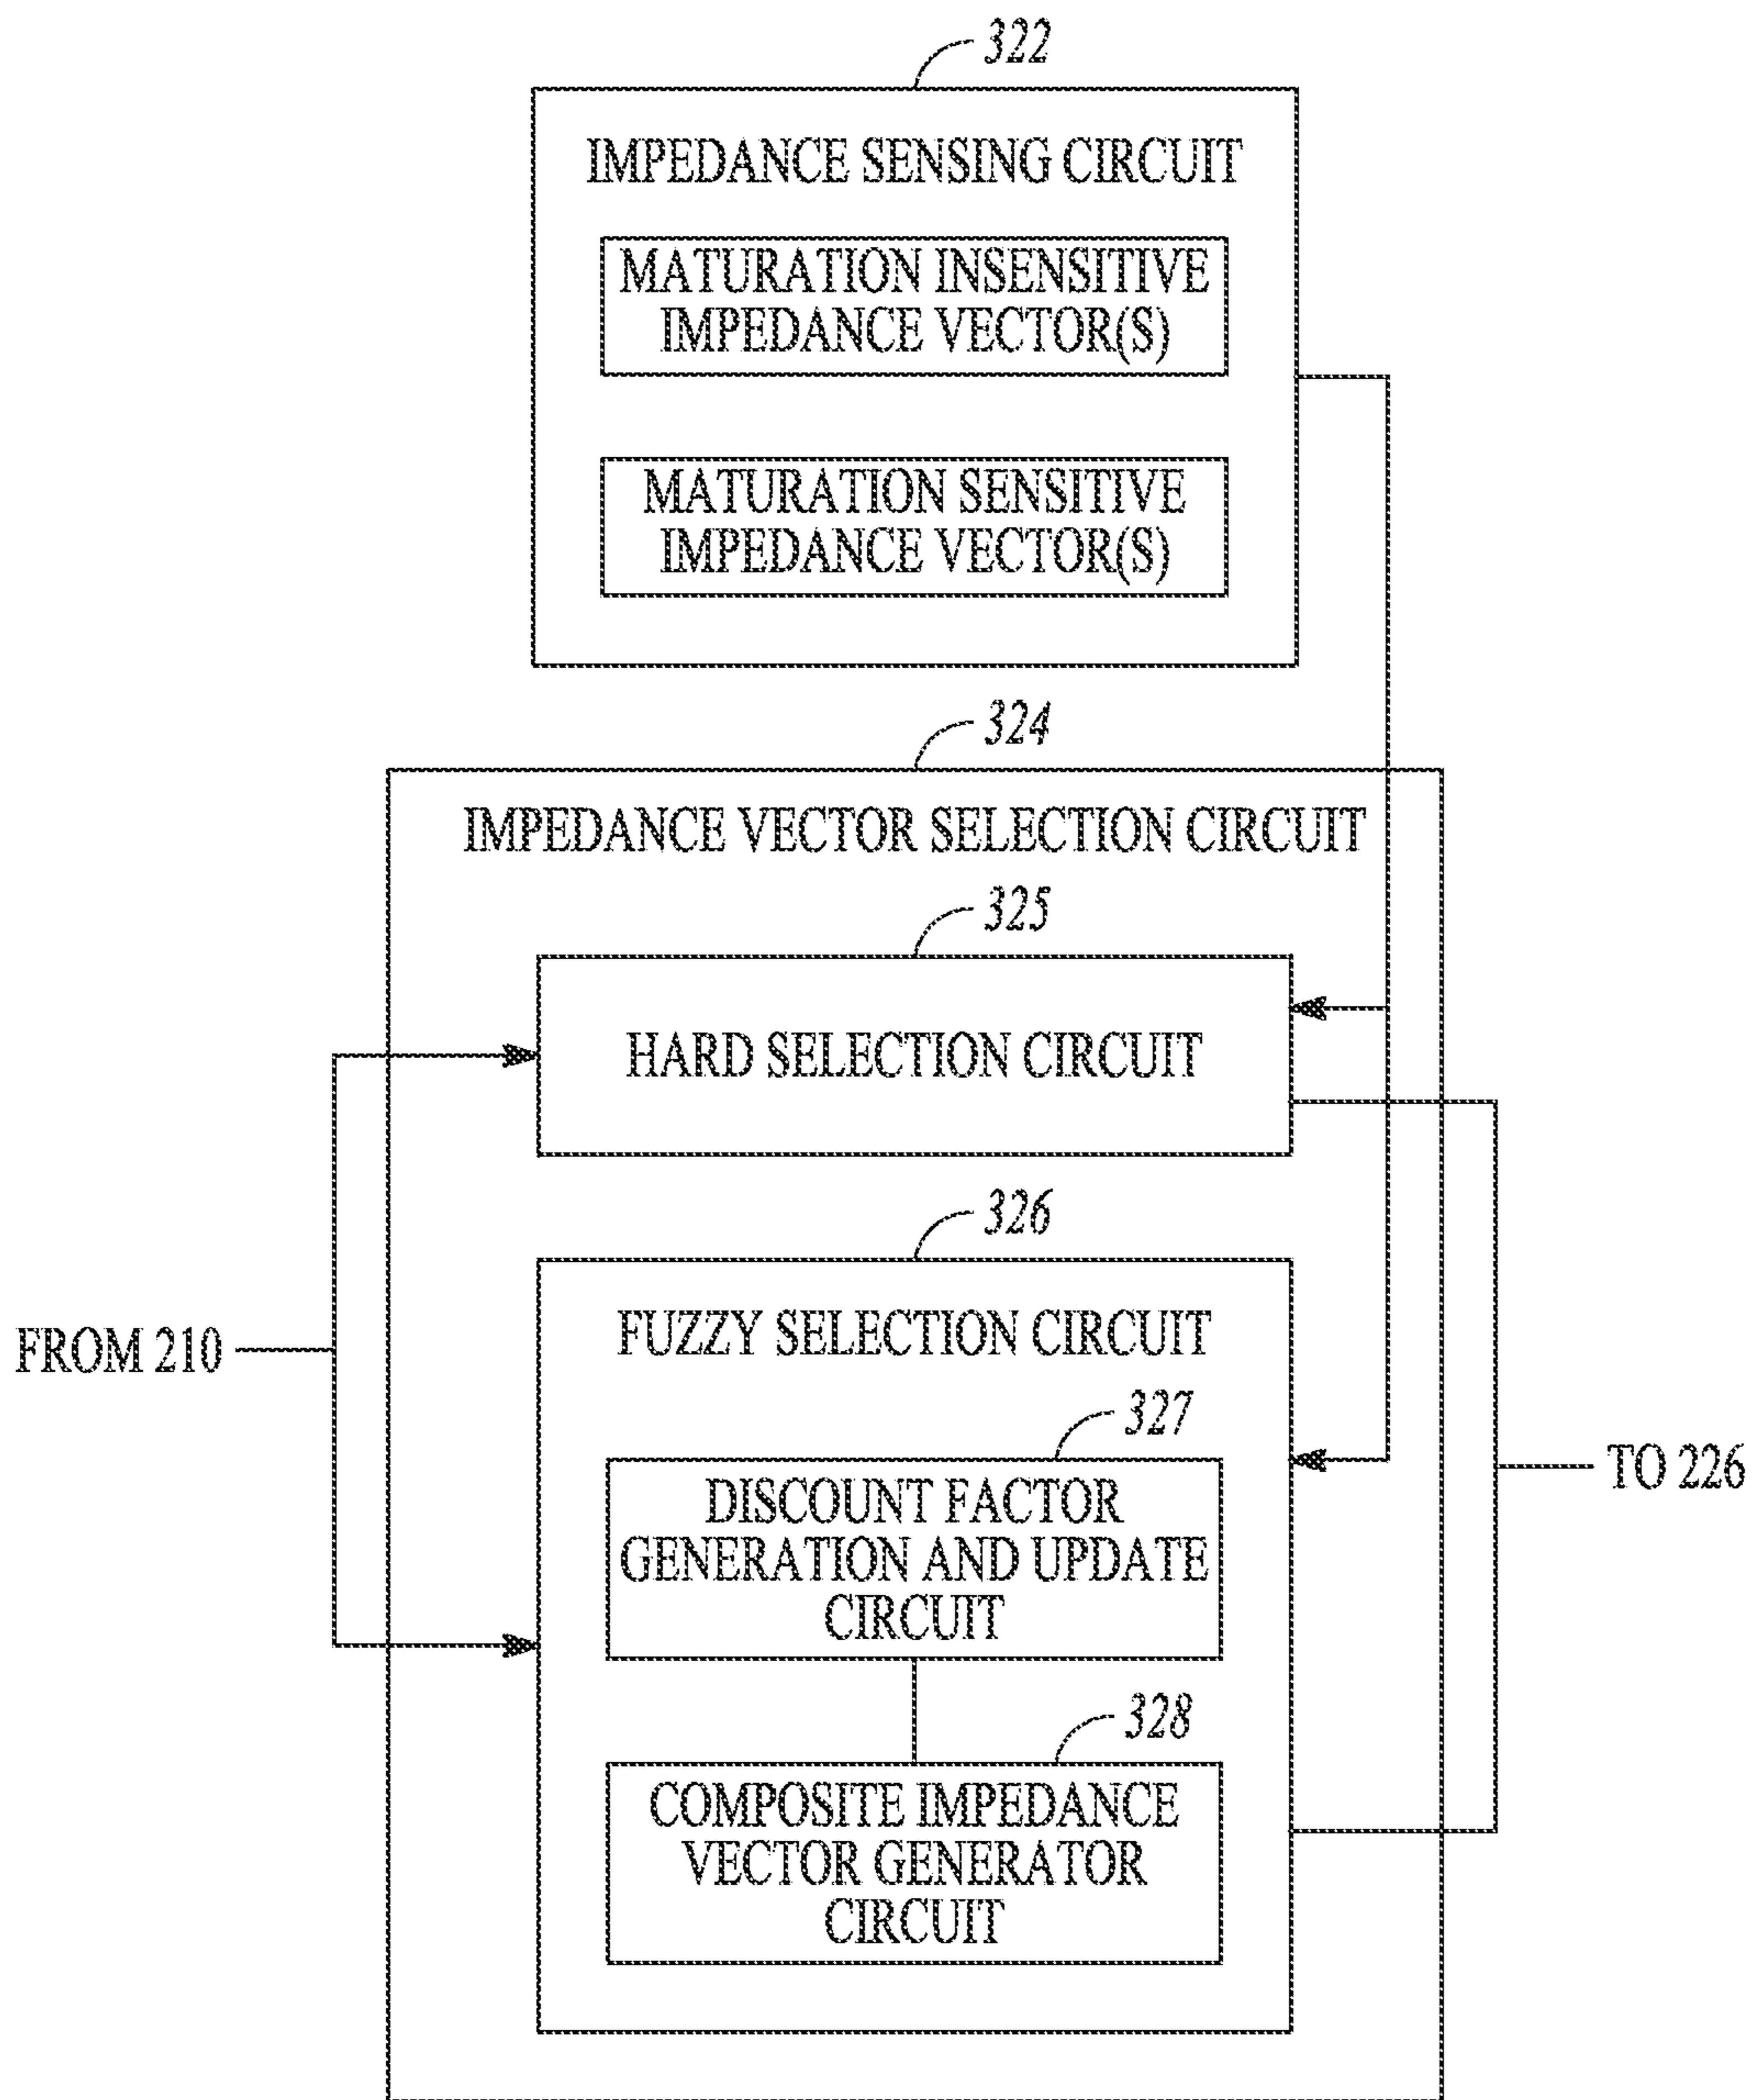 322
IMPEDANCE SENSING CIRCUIT
MATURATION INSENSITIVE
IMPEDANCE VECTOR(S)
MATURATION SENSITIVE
IMPEDANCE VECTOR(S)
324
IMPEDANCE VECTOR SELECTION CIRCUIT
325
HARD SELECTION CIRCUIT
326
FUZZY SELECTION CIRCUIT
FROM 210
327
DISCOUNT FACTOR
GENERATION AND UPDATE
CIRCUIT
TO 226
328
COMPOSITE IMPEDANCE
VECTOR GENERATOR
CIRCUIT